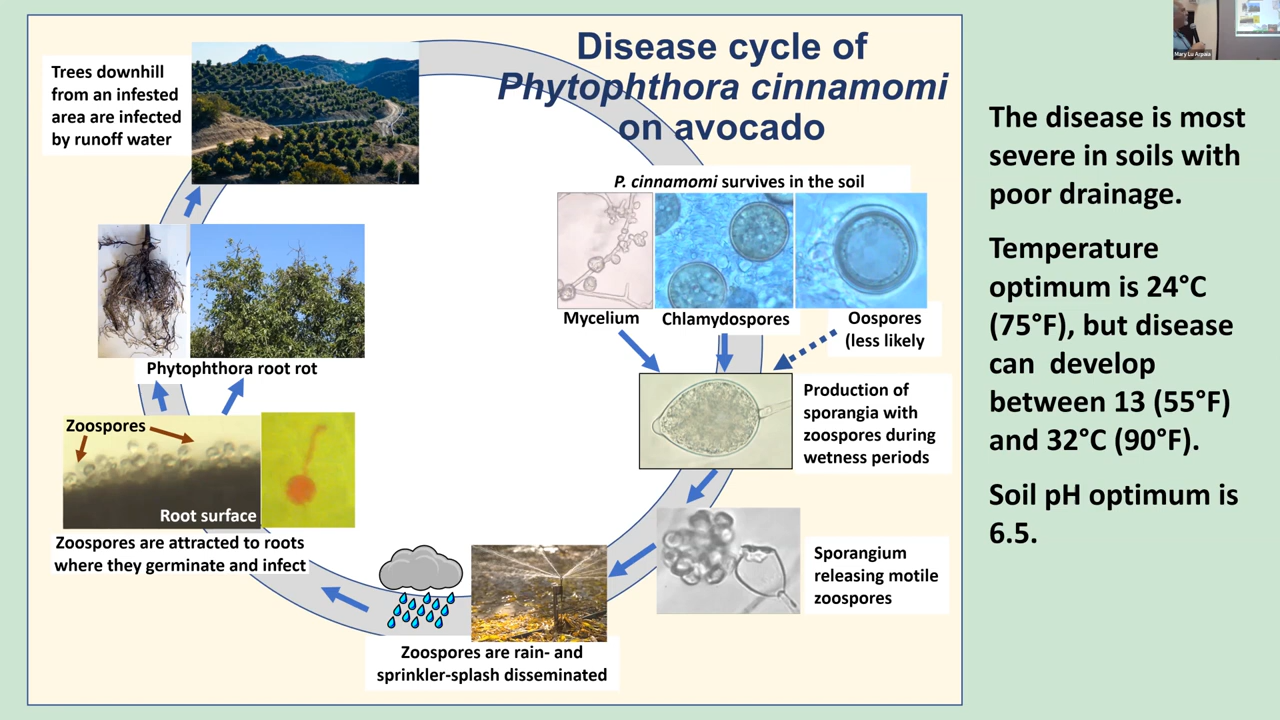 Disease cycle of
Phytophthora cinnamomi
on avocado
Trees downhill
from an infested
area are infected
by runoff water
P. cinnamomi survives in the soil
Mycelium
Chlamydospores
Oospores
(less likely
Production of
sporangia with
zoospores during
wetness periods
Sporangium
releasing motile
zoospores
Zoospores are rain- and
sprinkler-splash disseminated
Zoospores
Root surface
Zoospores are attracted to roots
where they germinate and infect
Phytophthora root rot
The disease is most
severe in soils with
poor drainage.
Temperature
optimum is 24°C
(75°F), but disease
can develop
between 13 (55°F)
and 32°C (90°F).
Soil pH optimum is
6.5.
Mary Lu Arpaia